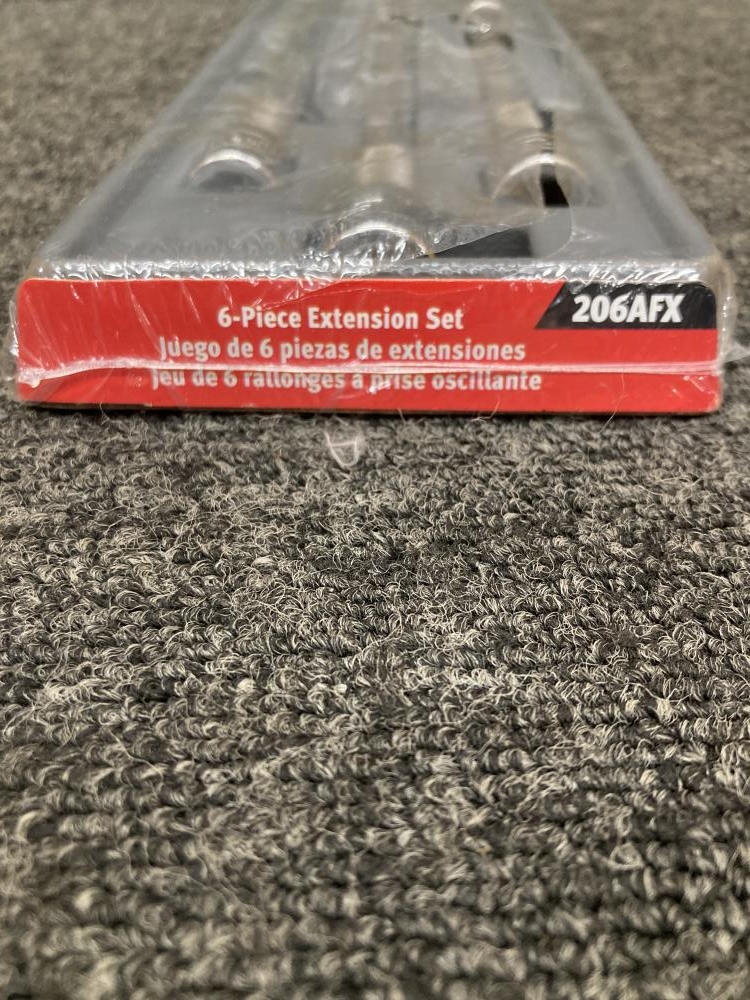 6-Piece Extension Set
206AFX
Juego de 6 piezas de extensiones
Jeu de 6 rallonges à prise oscillante